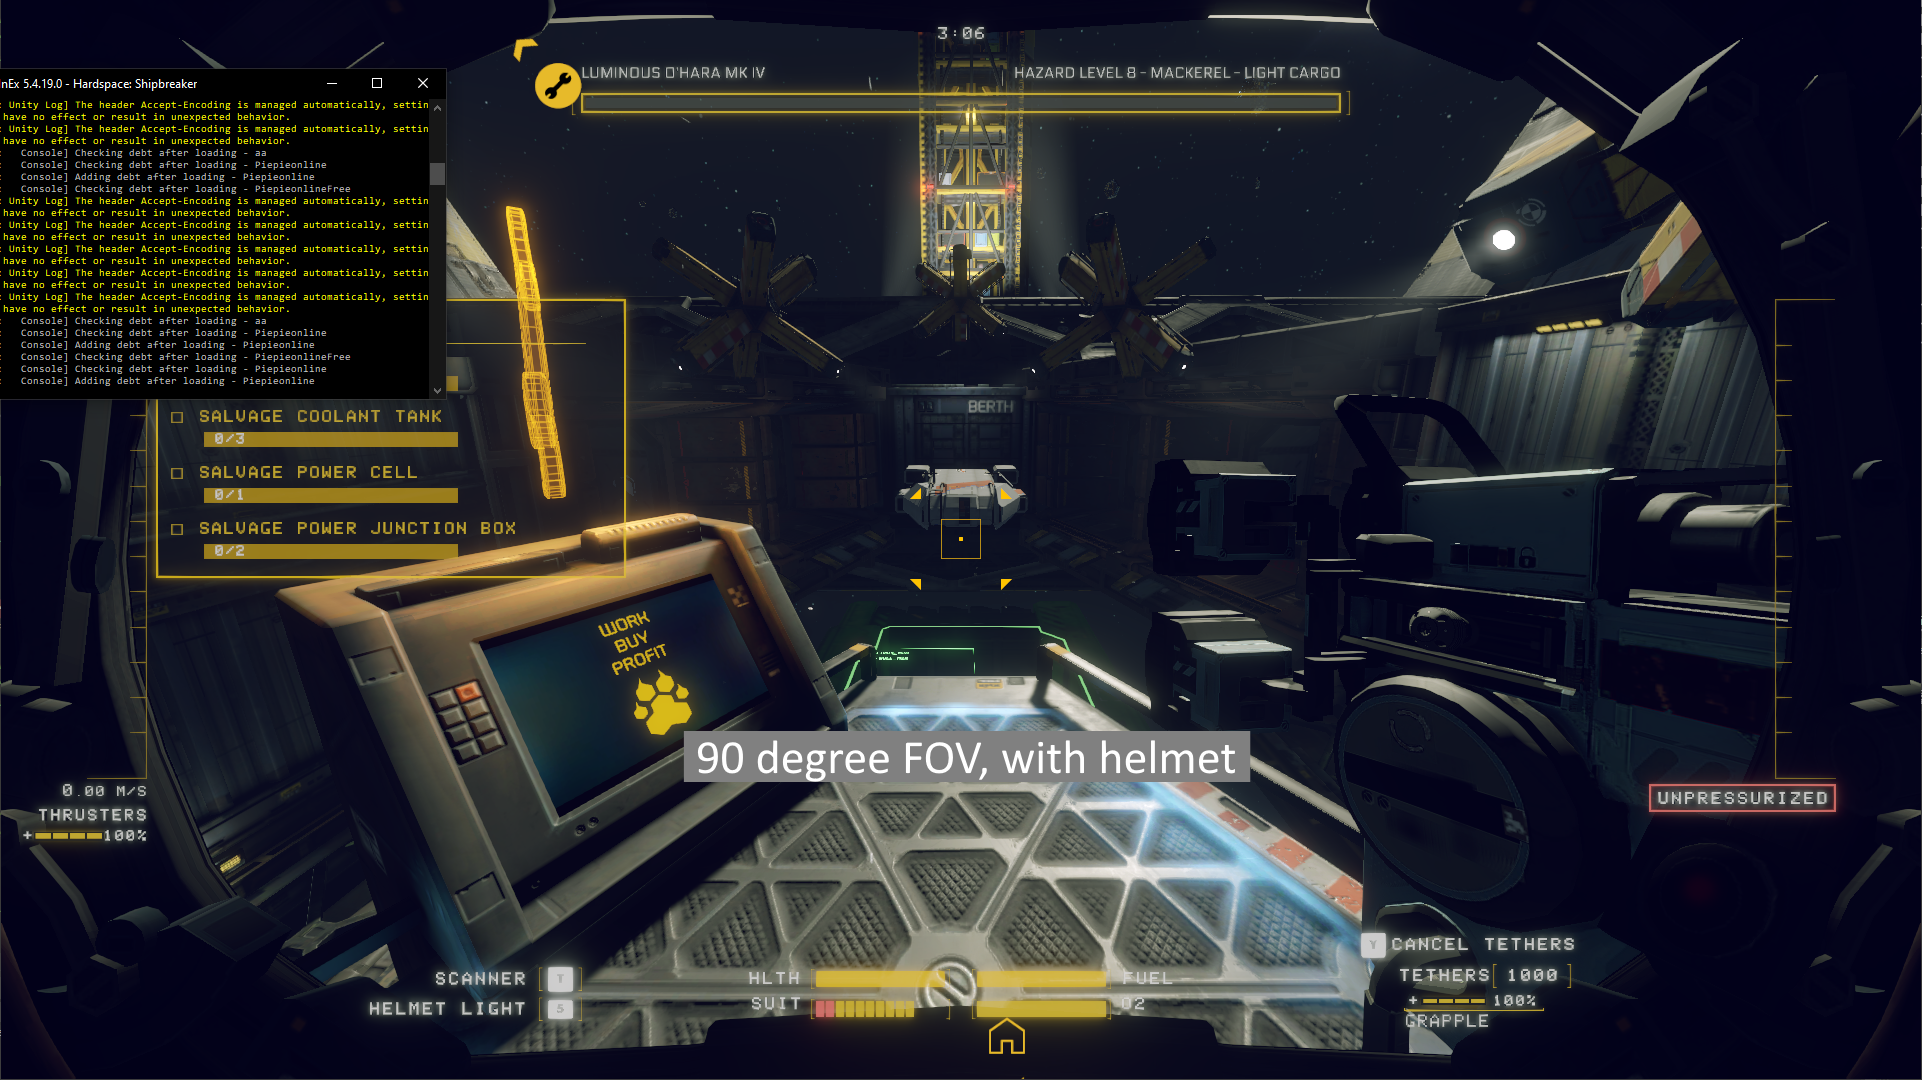 3:06
LUMINOUS O'HARA MK IV
HAZARD LEVEL 8 - MACKEREL - LIGHT CARGO
nEx 5.4.19.0 - Hardspace: Shipbreaker
: Unity Log] The header Accept-Encoding is managed automatically, settin
have no effect or result in unexpected behavior.
: Unity Log] The header Accept-Encoding is managed automatically, settin
have no effect or result in unexpected behavior.
:   Console] Checking debt after loading - aa
:   Console] Checking debt after loading - Piepieonline
:   Console] Adding debt after loading - Piepieonline
:   Console] Checking debt after loading - PiepieonlineFree
: Unity Log] The header Accept-Encoding is managed automatically, settin
have no effect or result in unexpected behavior.
: Unity Log] The header Accept-Encoding is managed automatically, settin
have no effect or result in unexpected behavior.
: Unity Log] The header Accept-Encoding is managed automatically, settin
have no effect or result in unexpected behavior.
: Unity Log] The header Accept-Encoding is managed automatically, settin
have no effect or result in unexpected behavior.
: Unity Log] The header Accept-Encoding is managed automatically, settin
have no effect or result in unexpected behavior.
:   Console] Checking debt after loading - aa
:   Console] Checking debt after loading - Piepieonline
:   Console] Adding debt after loading - Piepieonline
:   Console] Checking debt after loading - PiepieonlineFree
:   Console] Checking debt after loading - Piepieonline
:   Console] Adding debt after loading - Piepieonline
BERTH
SALVAGE COOLANT TANK
0/3
SALVAGE POWER CELL
0/1
SALVAGE POWER JUNCTION BOX
0/2
WORK
BUY
PROFIT
90 degree FOV, with helmet
0.00 M/S
THRUSTERS
+ 100%
UNPRESSURIZED
SCANNER [T]
HELMET LIGHT [S]
HLTH
SUIT
FUEL
O2
Y CANCEL TETHERS
TETHERS[ 1000 ]
+ 100%
GRAPPLE